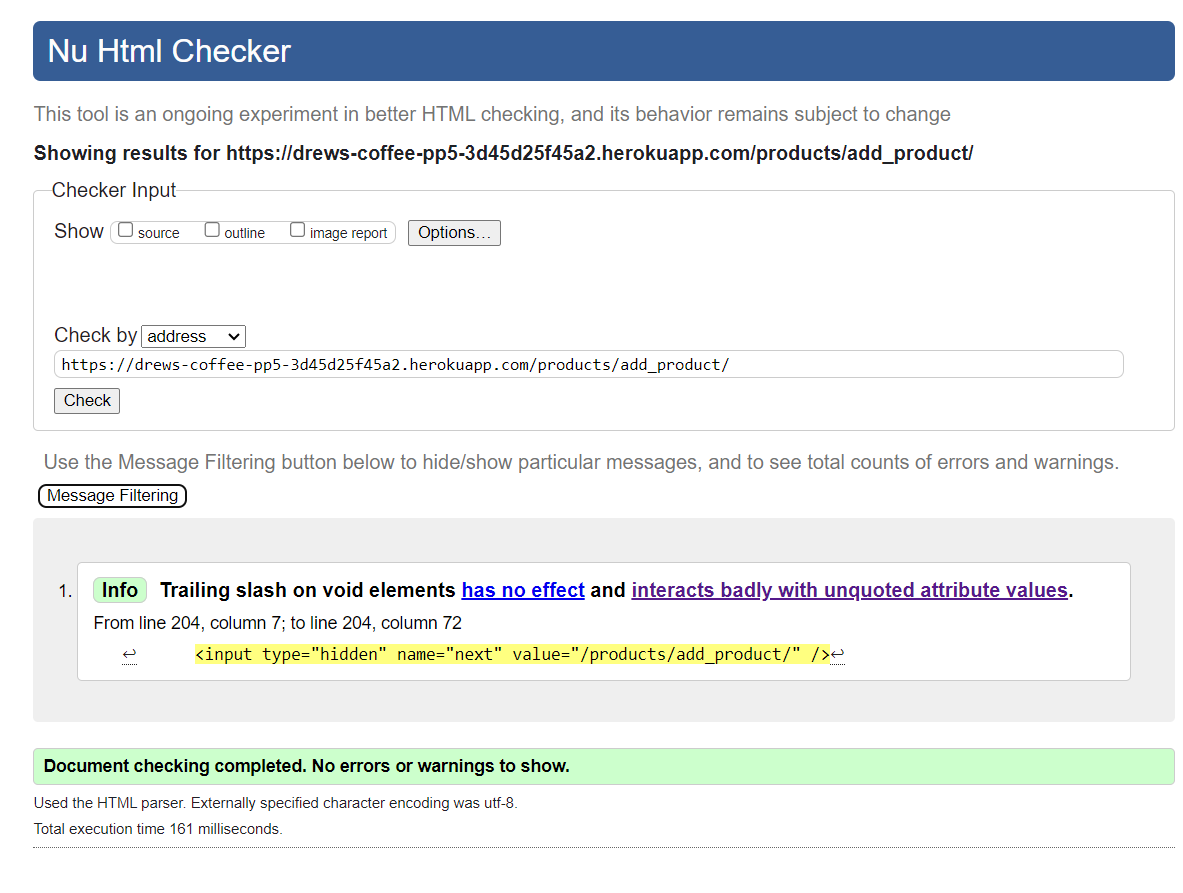 Nu Html Checker
This tool is an ongoing experiment in better HTML checking, and its behavior remains subject to change
Showing results for https://drews-coffee-pp5-3d45d25f45a2.herokuapp.com/products/add_product/
Checker Input
Show source outline image report Options...
Check by address
https://drews-coffee-pp5-3d45d25f45a2.herokuapp.com/products/add_product/
Check
Use the Message Filtering button below to hide/show particular messages, and to see total counts of errors and warnings.
Message Filtering
1. Info Trailing slash on void elements has no effect and interacts badly with unquoted attribute values.
From line 204, column 7; to line 204, column 72
↩ <input type="hidden" name="next" value="/products/add_product/" />↩
Document checking completed. No errors or warnings to show.
Used the HTML parser. Externally specified character encoding was utf-8.
Total execution time 161 milliseconds.